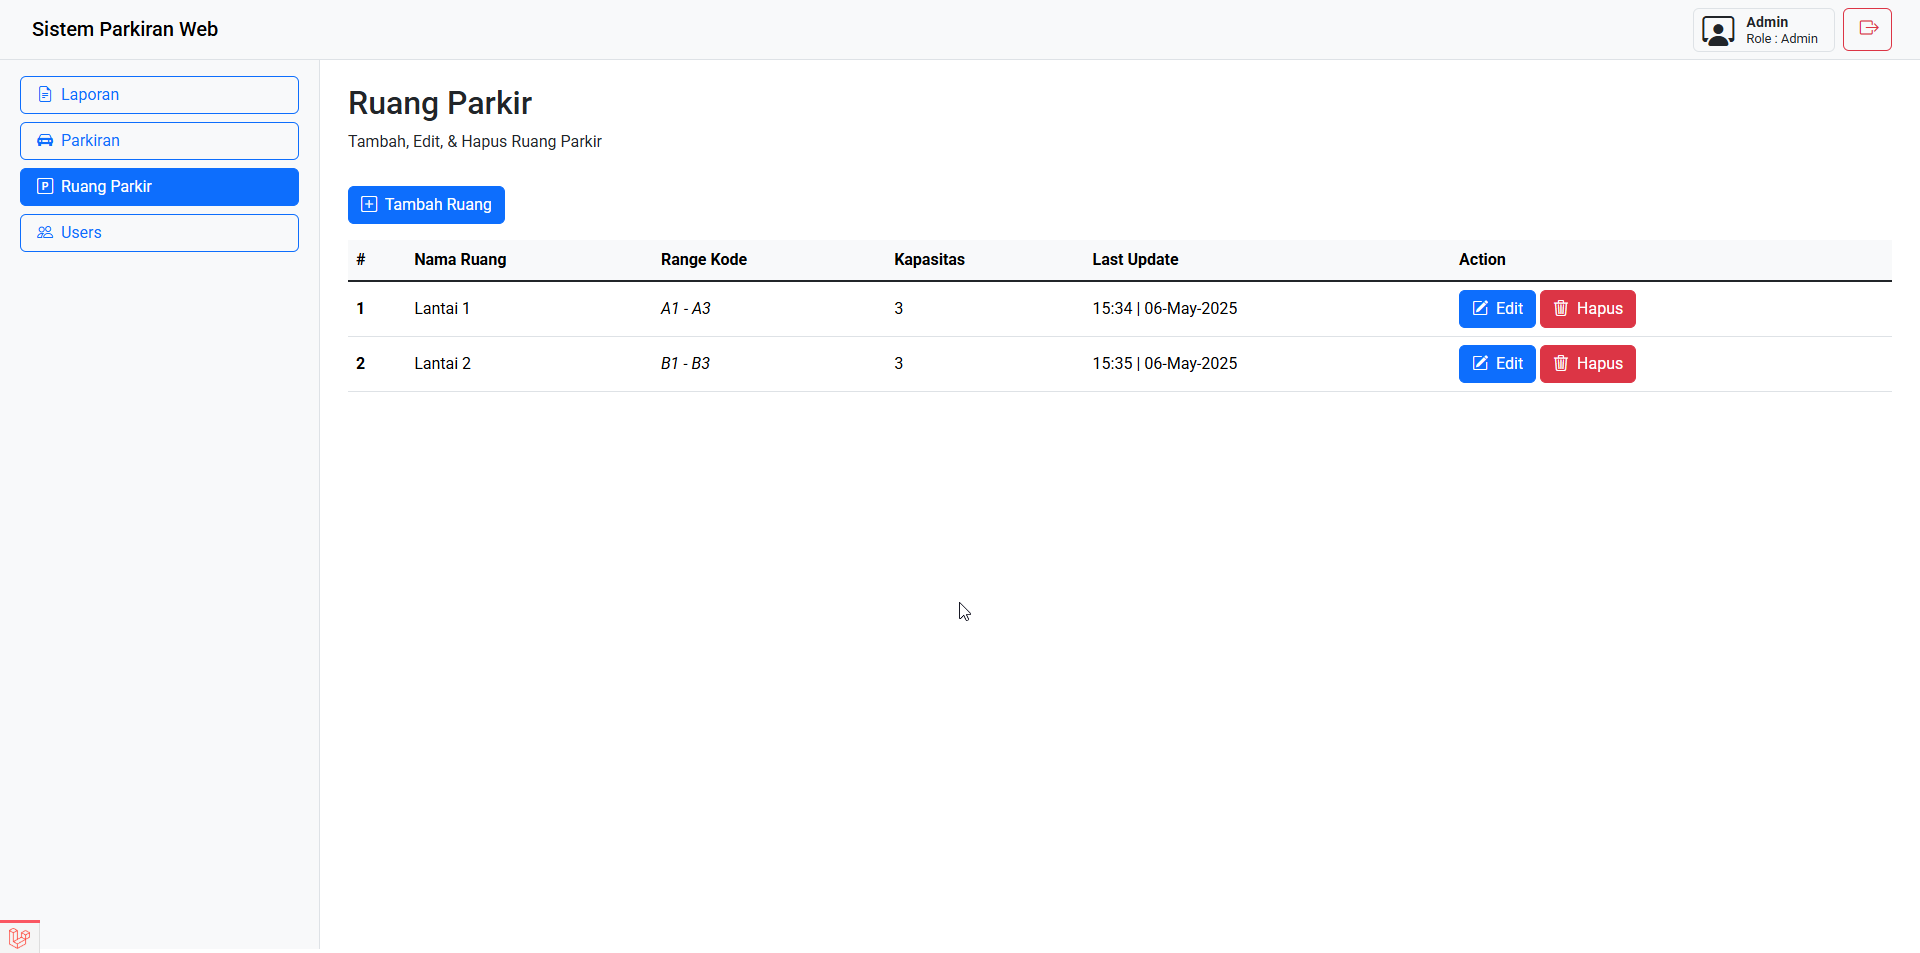 Sistem Parkiran Web
Admin
Role : Admin
Laporan
Parkiran
Ruang Parkir
Users
Ruang Parkir
Tambah, Edit, & Hapus Ruang Parkir
Tambah Ruang
# Nama Ruang Range Kode Kapasitas Last Update Action
1 Lantai 1 A1 - A3 3 15:34 | 06-May-2025 Edit Hapus
2 Lantai 2 B1 - B3 3 15:35 | 06-May-2025 Edit Hapus